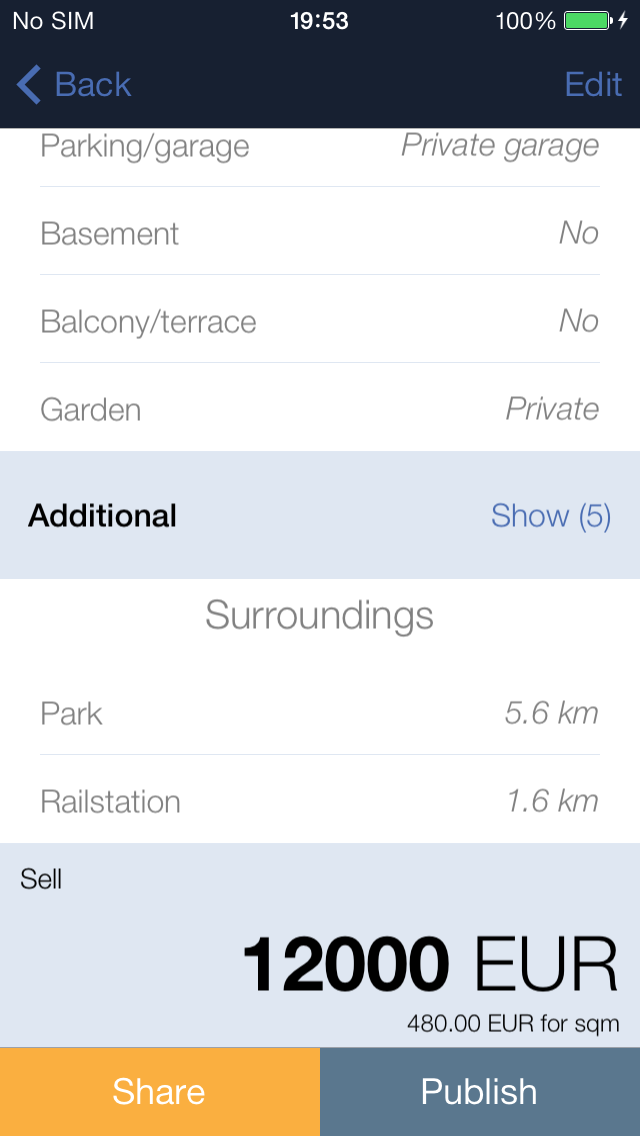 No SIM 19:53 100%
Back Edit
Parking/garage Private garage
Basement No
Balcony/terrace No
Garden Private
Additional Show (5)
Surroundings
Park 5.6 km
Railstation 1.6 km
Sell
12000 EUR
480.00 EUR for sqm
Share Publish